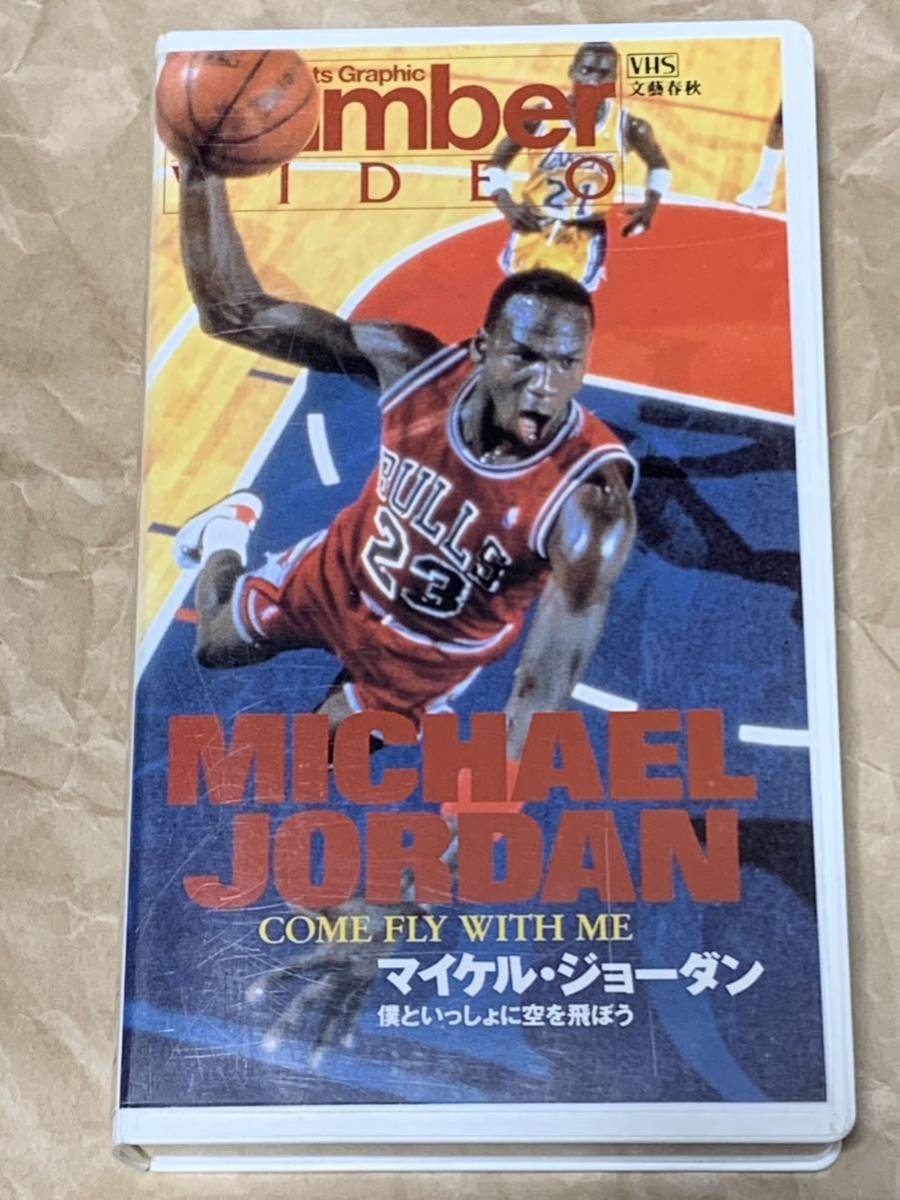 ts Graphic
umber
VIDEO
VHS
文藝春秋
Lakers
21
BULLS
23
MICHAEL
JORDAN
COME FLY WITH ME
マイケル・ジョーダン
僕といっしょに空を飛ぼう